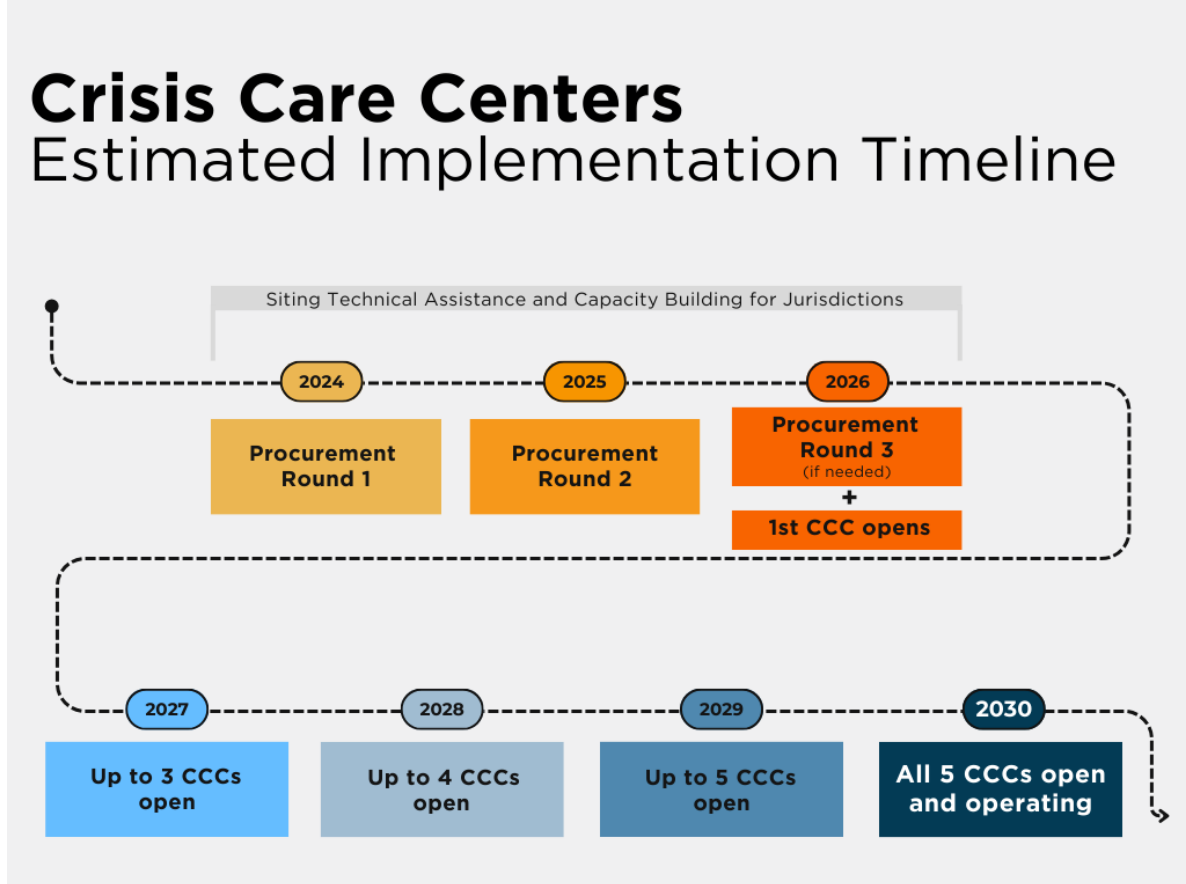 Crisis Care Centers
Estimated Implementation Timeline
Siting Technical Assistance and Capacity Building for Jurisdictions
2024
2025
2026
Procurement
Round 1
Procurement
Round 2
Procurement
Round 3
(if needed)
+
1st CCC opens
2027
2028
2029
2030
Up to 3 CCCs
open
Up to 4 CCCs
open
Up to 5 CCCs
open
All 5 CCCs open
and operating